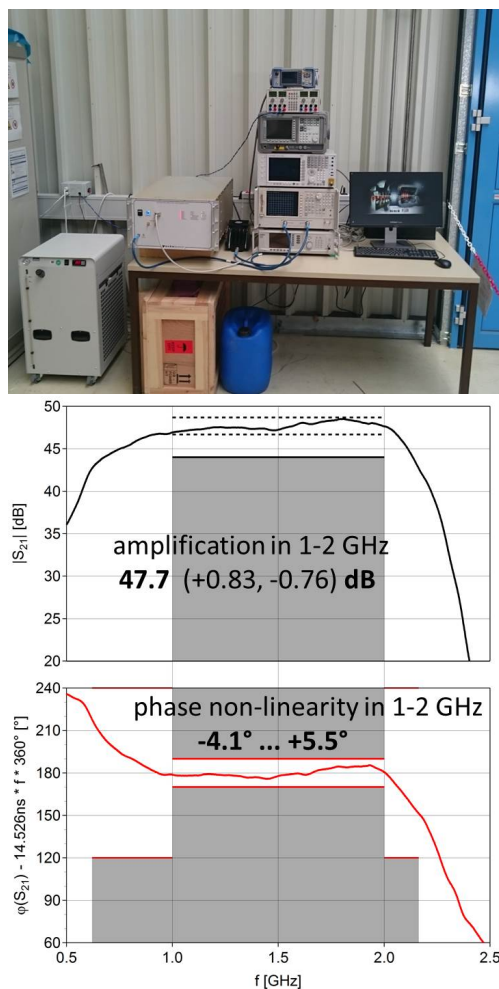 50
45
40
35
30
25
20
|S₂₁| [dB]
amplification in 1-2 GHz
47.7 (+0.83, -0.76) dB
240
210
180
150
120
90
60
φ(S₂₁) - 14.526ns * f * 360° [°]
phase non-linearity in 1-2 GHz
-4.1° ... +5.5°
0.5 1.0 1.5 2.0 2.5
f [GHz]